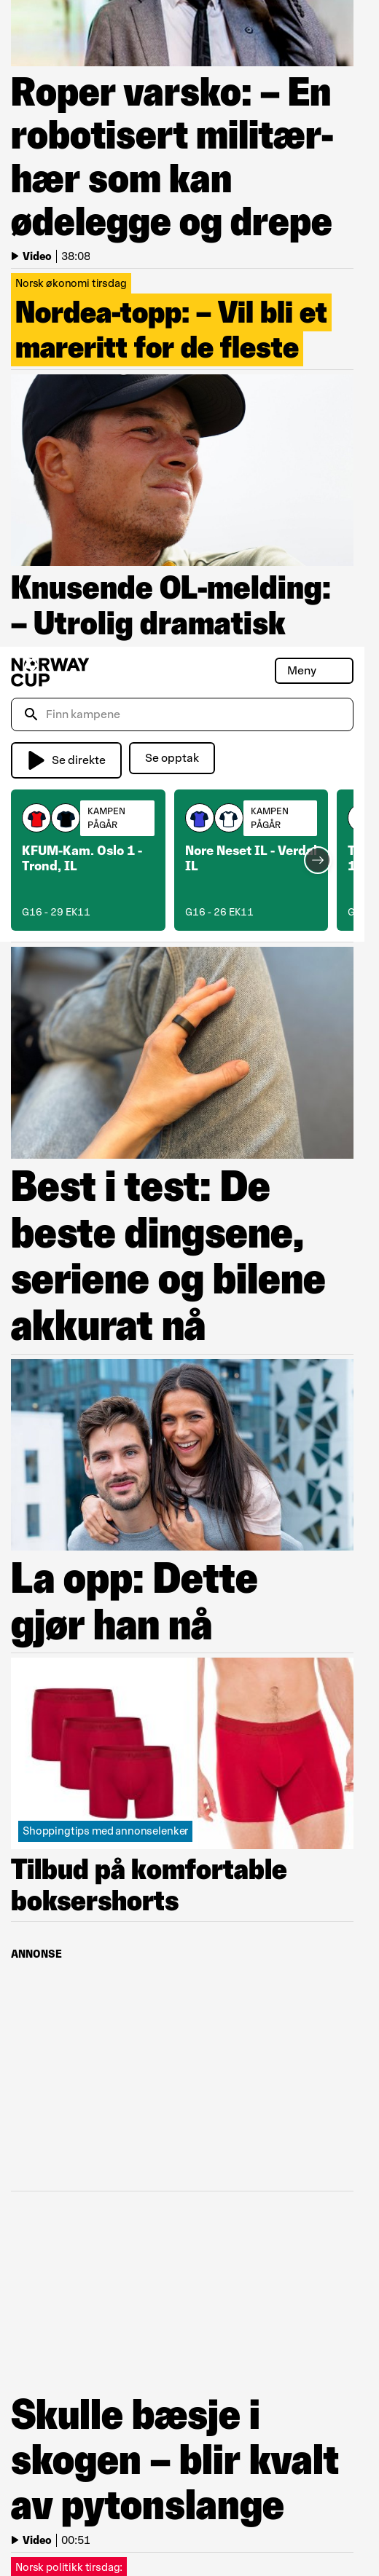 Roper varsko: – En
robotisert militær-
hær som kan
ødelegge og drepe
Video | 38:08
Norsk økonomi tirsdag
Nordea-topp: – Vil bli et
mareritt for de fleste
Knusende OL-melding:
– Utrolig dramatisk
NORWAY
CUP
Meny
Finn kampene
Se direkte
Se opptak
KAMPEN
PÅGÅR
KFUM-Kam. Oslo 1 -
Trond, IL
G16 - 29 EK11
KAMPEN
PÅGÅR
Nore Neset IL - Verdal
IL
G16 - 26 EK11
Best i test: De
beste dingsene,
seriene og bilene
akkurat nå
La opp: Dette
gjør han nå
Shoppingtips med annonselenker
Tilbud på komfortable
boksershorts
ANNONSE
Skulle bæsje i
skogen – blir kvalt
av pytonslange
Video | 00:51
Norsk politikk tirsdag: